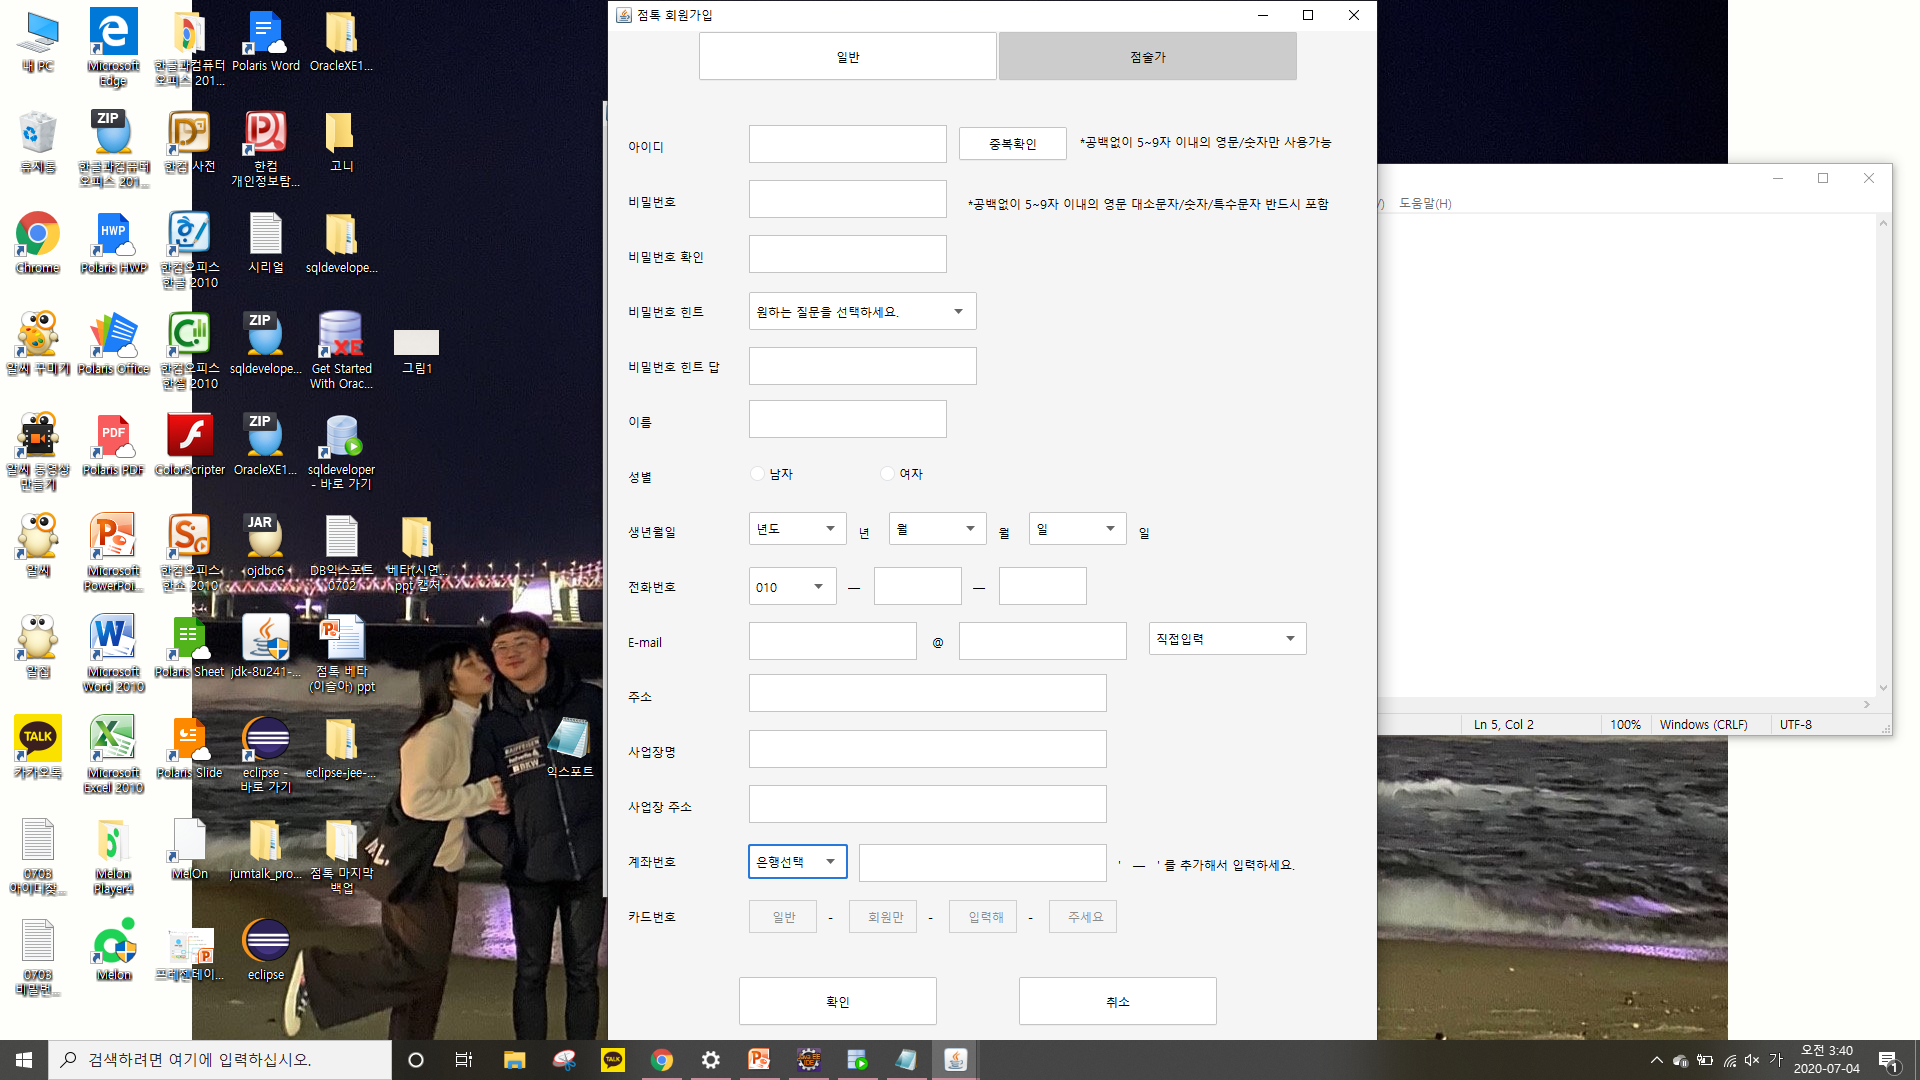 내 PC
Microsoft Edge
한글과컴퓨터 오피스 201...
Polaris Word
OracleXE1...
휴지통
ZIP
한글과컴퓨터 오피스 201...
한컴 사전
한컴 개인정보탐...
고니
Chrome
HWP
Polaris HWP
한컴오피스 한글 2010
시리얼
sqldevelope...
알씨 꾸미기
Polaris Office
한컴오피스 한셀 2010
ZIP
sqldevelope...
XE
Get Started With Orac...
그림1
알씨 동영상 만들기
PDF
Polaris PDF
ColorScripter
ZIP
OracleXE1...
sqldeveloper - 바로 가기
알씨
Microsoft PowerPoi...
한컴오피스 한쇼 2010
JAR
ojdbc6
DB익스포트 0702
베타(시연... ppt 캡처
알집
Microsoft Word 2010
Polaris Sheet
jdk-8u241-...
점톡 베타 (이슬아) ppt
TALK
카카오톡
Microsoft Excel 2010
Polaris Slide
eclipse - 바로 가기
eclipse-jee-...
익스포트
0703 아이디찾...
Melon Player4
MelOn
jumtalk_pro...
점톡 마지막 백업
0703 비밀번...
Melon
프레젠테이...
eclipse
점톡 회원가입
일반
점술가
아이디
중복확인
*공백없이 5~9자 이내의 영문/숫자만 사용가능
비밀번호
*공백없이 5~9자 이내의 영문 대소문자/숫자/특수문자 반드시 포함
비밀번호 확인
비밀번호 힌트
원하는 질문을 선택하세요.
비밀번호 힌트 답
이름
성별
남자
여자
생년월일
년도
년
월
월
일
일
전화번호
010
—
—
E-mail
@
직접입력
주소
사업장명
사업장 주소
계좌번호
은행선택
' — ' 를 추가해서 입력하세요.
카드번호
일반 - 회원만 - 입력해 - 주세요
확인
취소
도움말(H)
Ln 5, Col 2
100%
Windows (CRLF)
UTF-8
검색하려면 여기에 입력하십시오.
TALK
가
오전 3:40
2020-07-04
1